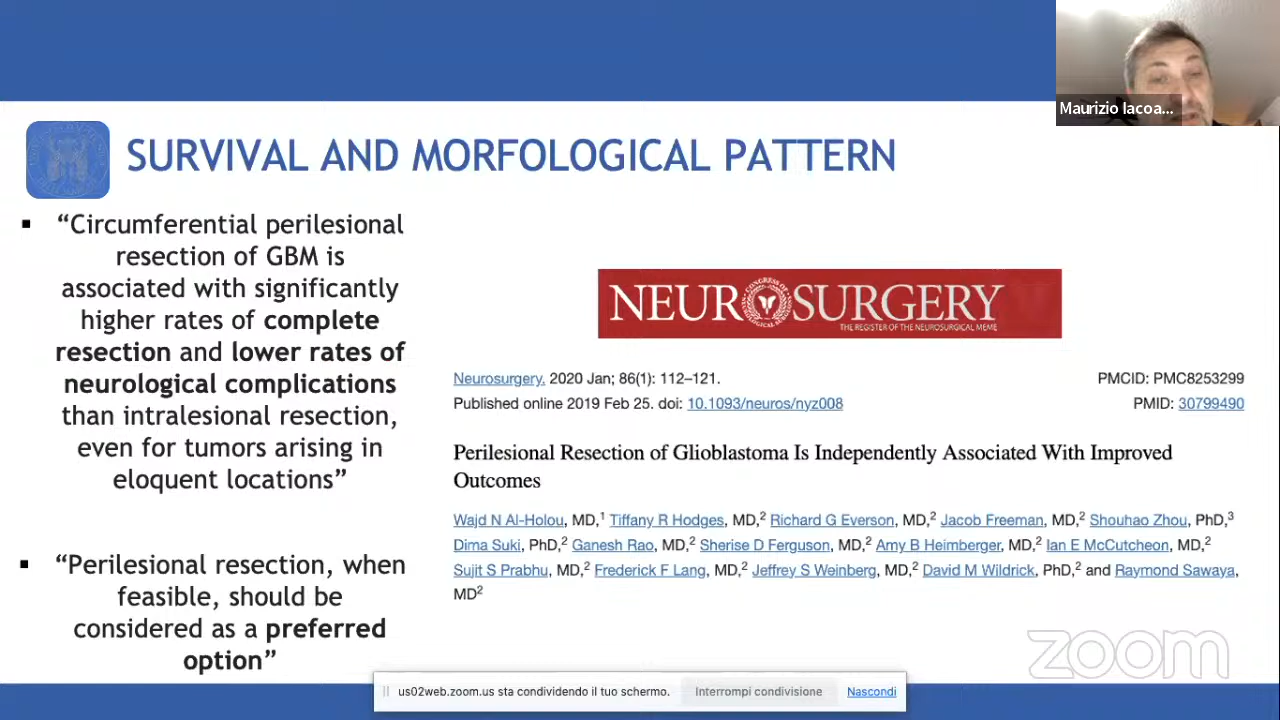 Maurizio Iacoa...
SURVIVAL AND MORFOLOGICAL PATTERN
▪ “Circumferential perilesional
resection of GBM is
associated with significantly
higher rates of complete
resection and lower rates of
neurological complications
than intralesional resection,
even for tumors arising in
eloquent locations”
▪ “Perilesional resection, when
feasible, should be
considered as a preferred
option”
NEUROSURGERY
Neurosurgery. 2020 Jan; 86(1): 112–121.
PMCID: PMC8253299
Published online 2019 Feb 25. doi: 10.1093/neuros/nyz008
PMID: 30799490
Perilesional Resection of Glioblastoma Is Independently Associated With Improved
Outcomes
Wajd N Al-Holou, MD,1 Tiffany R Hodges, MD,2 Richard G Everson, MD,2 Jacob Freeman, MD,2 Shouhao Zhou, PhD,3
Dima Suki, PhD,2 Ganesh Rao, MD,2 Sherise D Ferguson, MD,2 Amy B Heimberger, MD,2 Ian E McCutcheon, MD,2
Sujit S Prabhu, MD,2 Frederick F Lang, MD,2 Jeffrey S Weinberg, MD,2 David M Wildrick, PhD,2 and Raymond Sawaya,
MD2
zoom
us02web.zoom.us sta condividendo il tuo schermo.
Interrompi condivisione
Nascondi